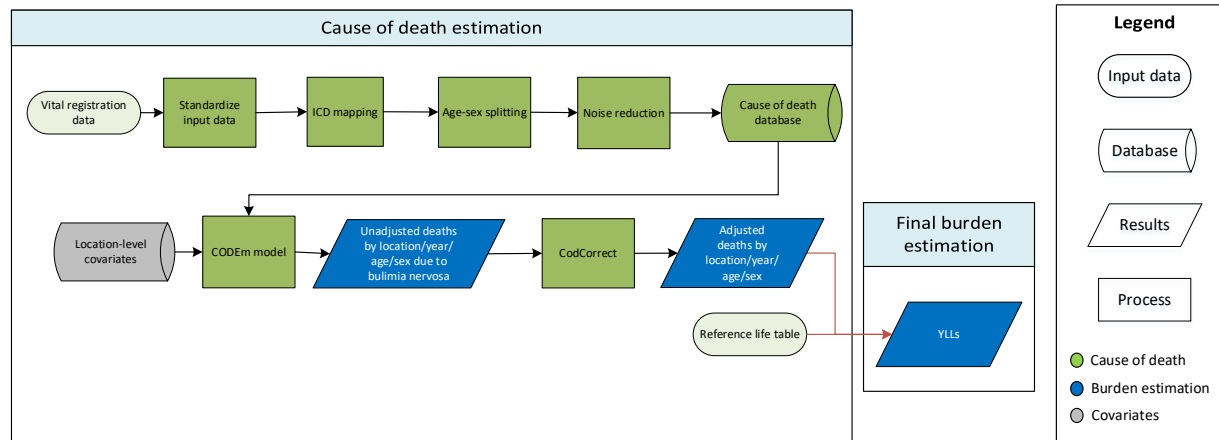 Cause of death estimation
Vital registration
data
Standardize
input data
ICD mapping
Age-sex splitting
Noise reduction
Cause of death
database
Location-level
covariates
CODEm model
Unadjusted deaths
by location/year/
age/sex due to
bulimia nervosa
CodCorrect
Adjusted
deaths by
location/year/
age/sex
Reference life table
Final burden
estimation
YLLs
Legend
Input data
Database
Results
Process
Cause of death
Burden estimation
Covariates